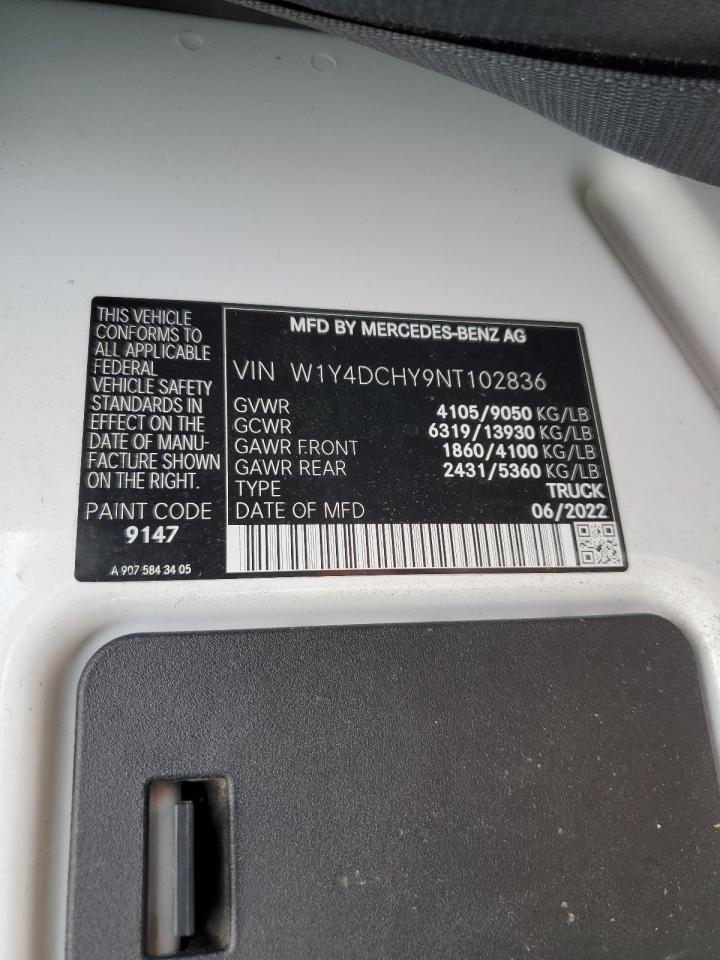 THIS VEHICLE
CONFORMS TO
ALL APPLICABLE
FEDERAL
VEHICLE SAFETY
STANDARDS IN
EFFECT ON THE
DATE OF MANU-
FACTURE SHOWN
ON THE RIGHT.
PAINT CODE
9147
A 907 584 34 05
MFD BY MERCEDES-BENZ AG
VIN W1Y4DCHY9NT102836
GVWR 4105/9050 KG/LB
GCWR 6319/13930 KG/LB
GAWR FRONT 1860/4100 KG/LB
GAWR REAR 2431/5360 KG/LB
TYPE TRUCK
DATE OF MFD 06/2022